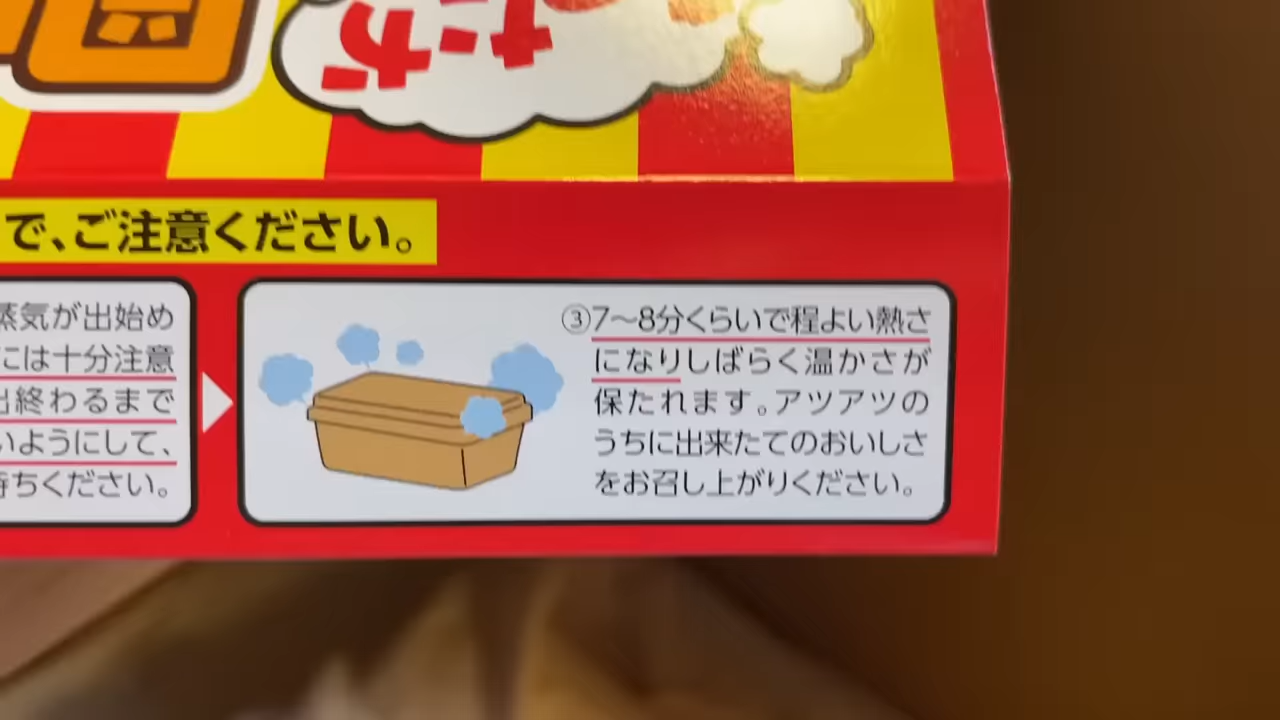 あったか
で、ご注意ください。
蒸気が出始め
には十分注意
出終わるまで
いようにして、
待ちください。
③7～8分くらいで程よい熱さ
になりしばらく温かさが
保たれます。アツアツの
うちに出来たてのおいしさ
をお召し上がりください。